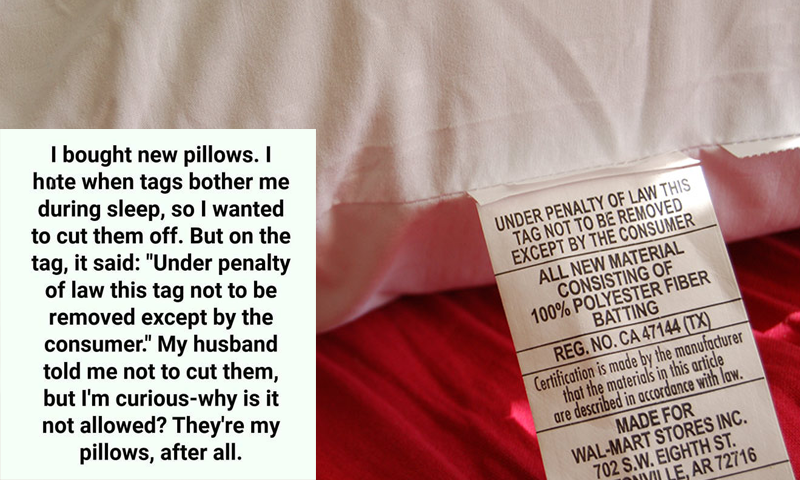 I bought new pillows. I
hate when tags bother me
during sleep, so I wanted
to cut them off. But on the
tag, it said: "Under penalty
of law this tag not to be
removed except by the
consumer." My husband
told me not to cut them,
but I'm curious-why is it
not allowed? They're my
pillows, after all.
UNDER PENALTY OF LAW THIS
TAG NOT TO BE REMOVED
EXCEPT BY THE CONSUMER
ALL NEW MATERIAL
CONSISTING OF
100% POLYESTER FIBER
BATTING
REG. NO. CA 47144 (TX)
Certification is made by the manufacturer
that the materials in this article
are described in accordance with law.
MADE FOR
WAL-MART STORES INC.
702 S.W. EIGHTH ST.
AR 72716